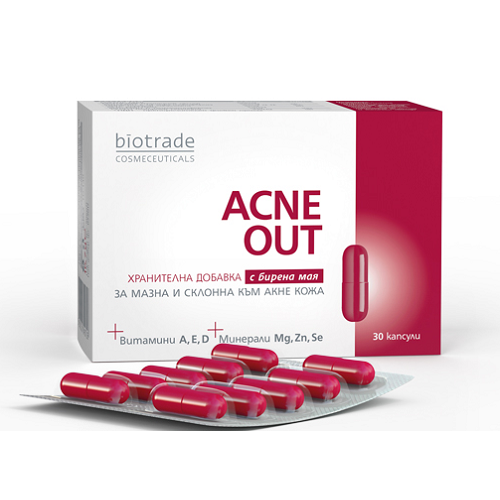 biotrade
COSMECEUTICALS
ACNE
OUT
ХРАНИТЕЛНА ДОБАВКА с бирена мая
ЗА МАЗНА И СКЛОННА КЪМ АКНЕ КОЖА
+Витамини A, E, D +Минерали Mg, Zn, Se
30 капсули